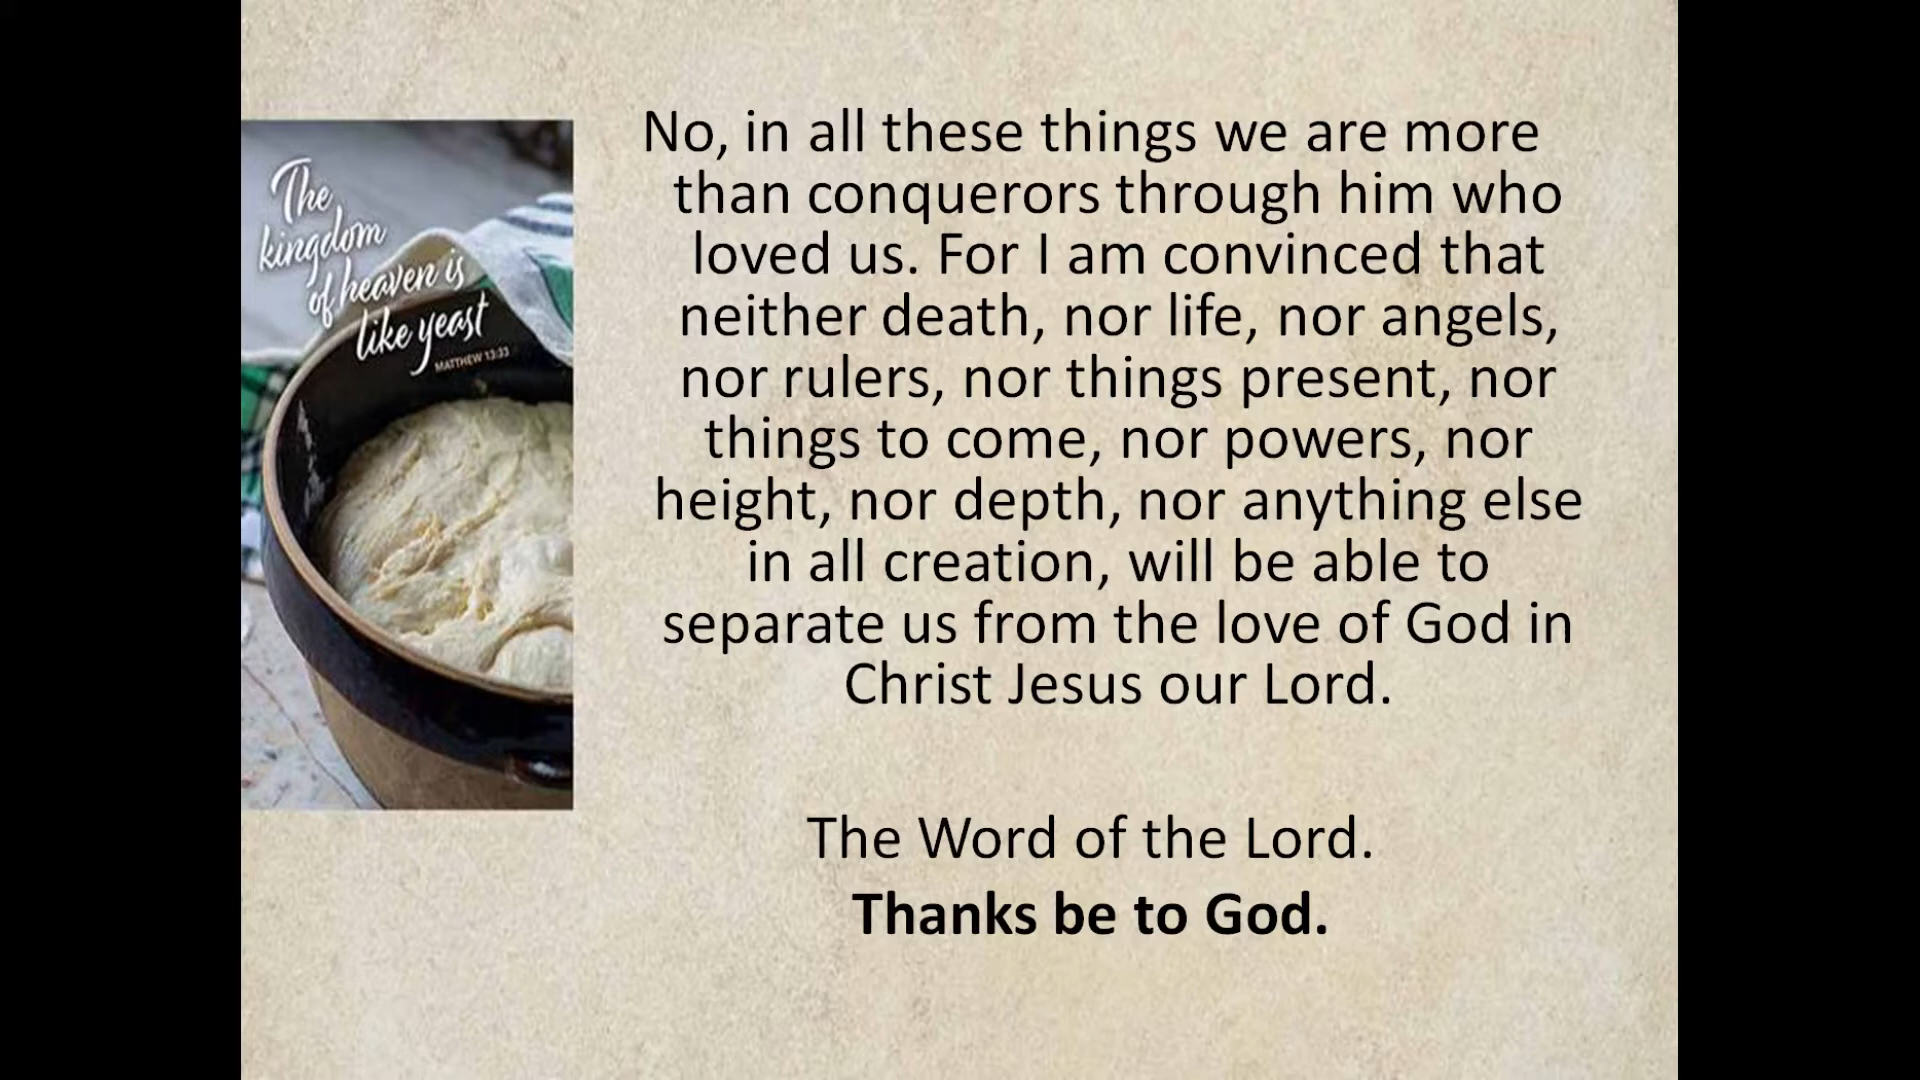 The
kingdom
of heaven is
like yeast
MATTHEW 13:33
No, in all these things we are more
than conquerors through him who
loved us. For I am convinced that
neither death, nor life, nor angels,
nor rulers, nor things present, nor
things to come, nor powers, nor
height, nor depth, nor anything else
in all creation, will be able to
separate us from the love of God in
Christ Jesus our Lord.
The Word of the Lord.
Thanks be to God.